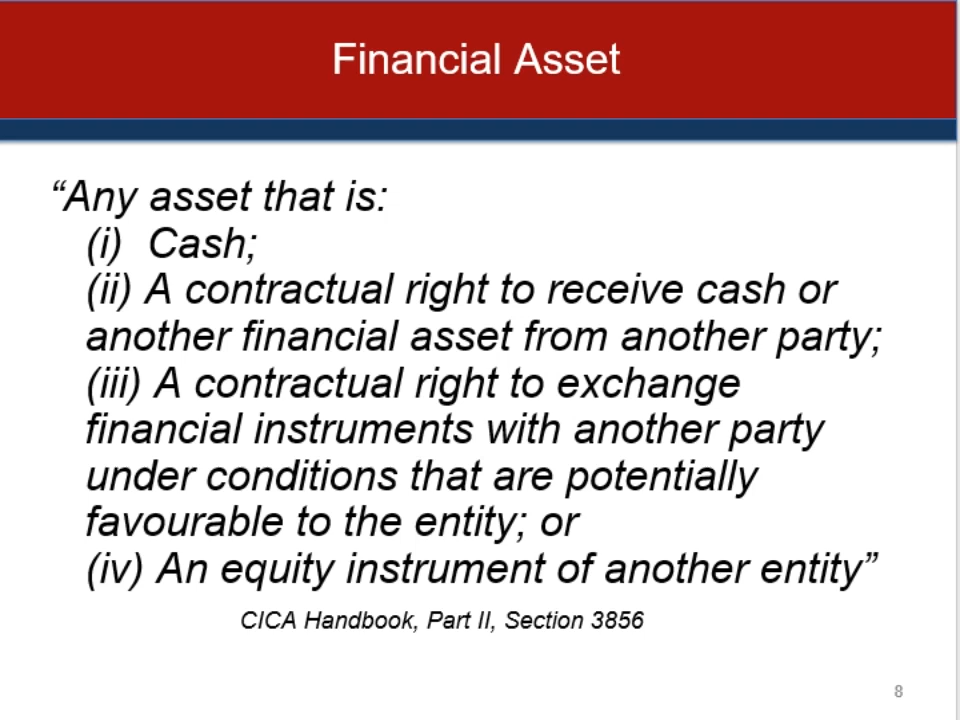 Financial Asset
“Any asset that is:
(i) Cash;
(ii) A contractual right to receive cash or
another financial asset from another party;
(iii) A contractual right to exchange
financial instruments with another party
under conditions that are potentially
favourable to the entity; or
(iv) An equity instrument of another entity”
CICA Handbook, Part II, Section 3856
8